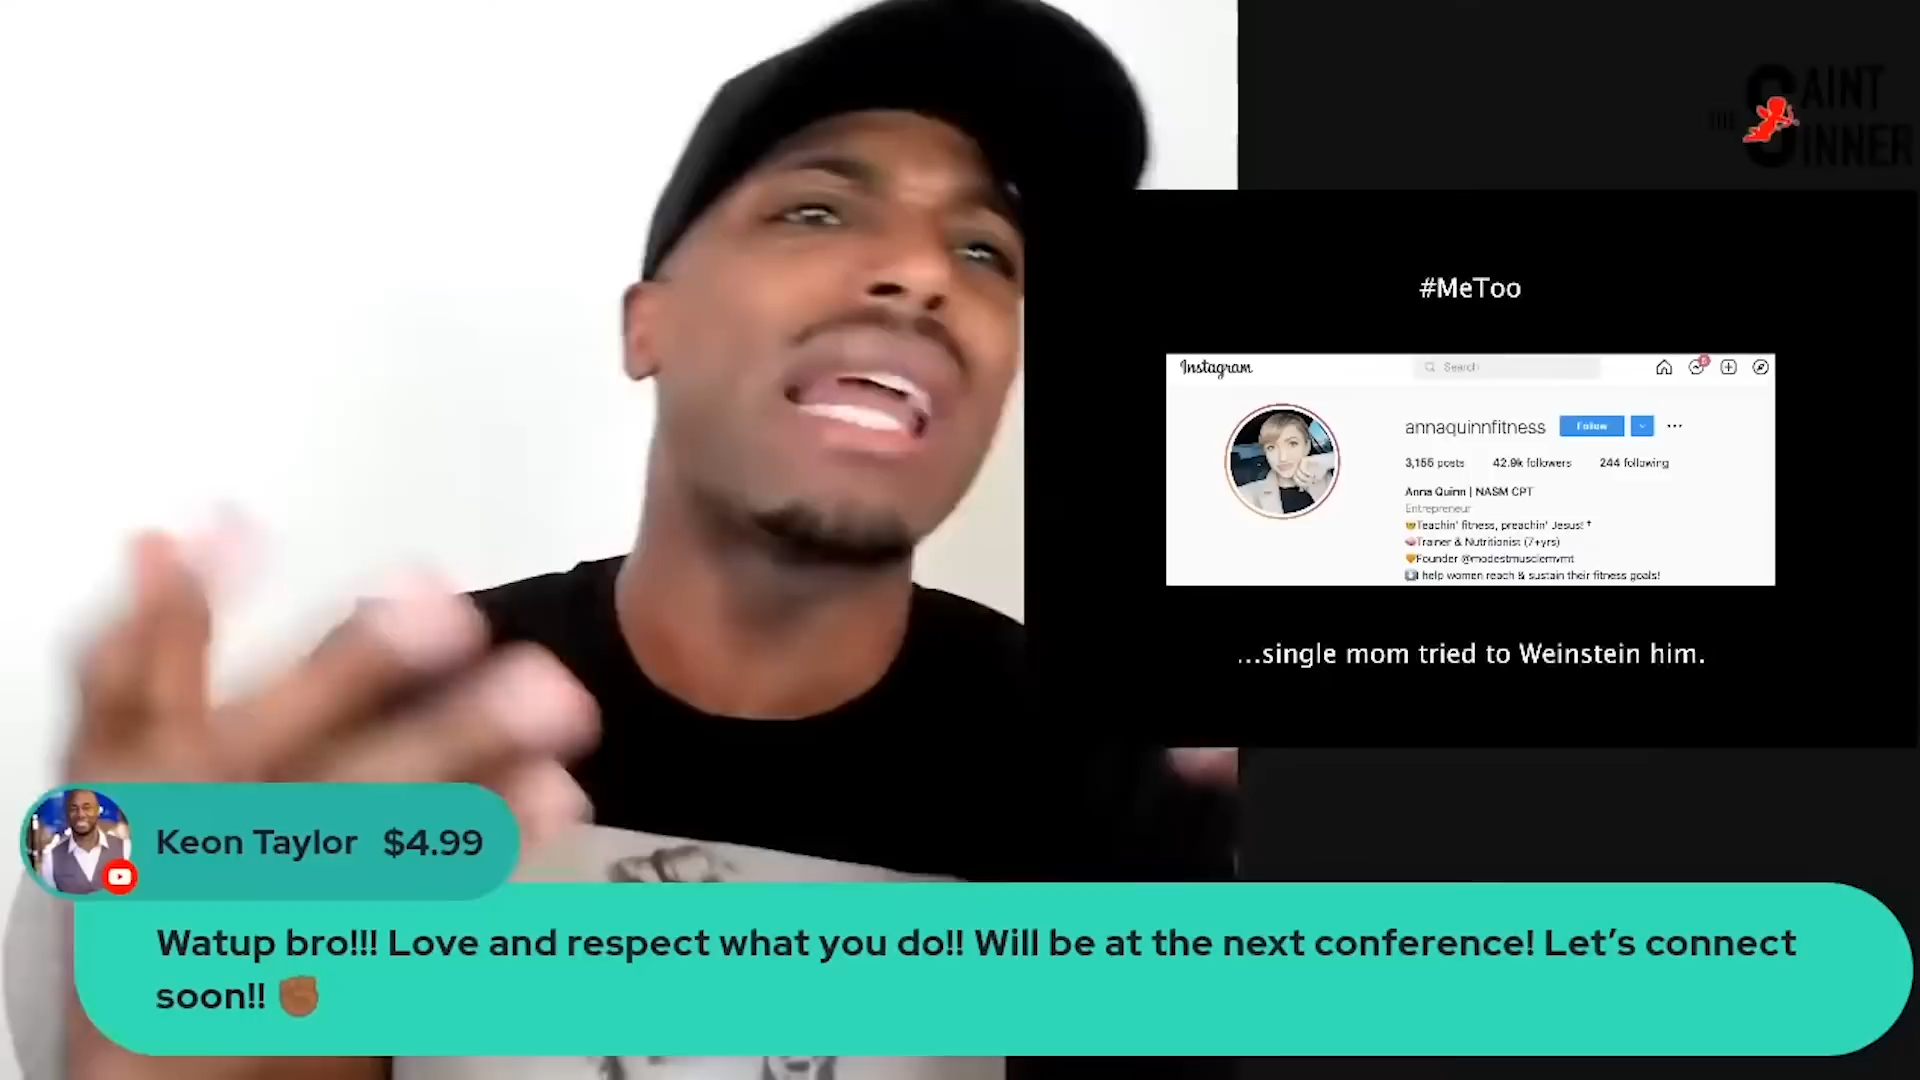 THE SAINT
SINNER
#MeToo
Instagram
Search
annaquinnfitness Follow
3,155 posts 42.9k followers 244 following
Anna Quinn | NASM CPT
Entrepreneur
🤓Teachin' fitness, preachin' Jesus! ✝
🧠Trainer & Nutritionist (7+yrs)
🧡Founder @modestmusclemvmt
⬇️I help women reach & sustain their fitness goals!
...single mom tried to Weinstein him.
Keon Taylor $4.99
Watup bro!!! Love and respect what you do!! Will be at the next conference! Let's connect
soon!! ✊🏾